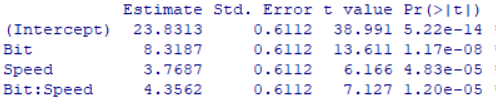 Estimate Std. Error t value Pr(>|t|)
(Intercept) 23.8313 0.6112 38.991 5.22e-14
Bit 8.3187 0.6112 13.611 1.17e-08
Speed 3.7687 0.6112 6.166 4.83e-05
Bit:Speed 4.3562 0.6112 7.127 1.20e-05